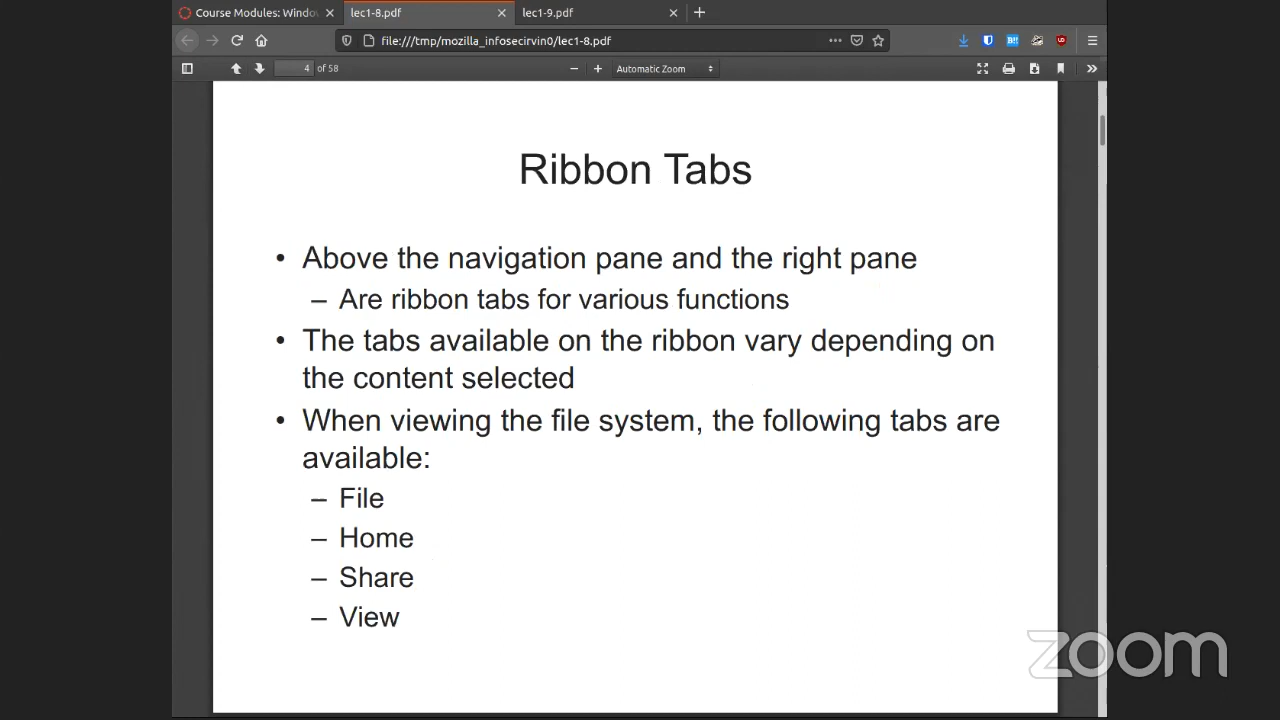 Course Modules: Windo
lec1-8.pdf
lec1-9.pdf
file:///tmp/mozilla_infosecirvin0/lec1-8.pdf
4 of 58
Automatic Zoom
Ribbon Tabs
• Above the navigation pane and the right pane
– Are ribbon tabs for various functions
• The tabs available on the ribbon vary depending on
the content selected
• When viewing the file system, the following tabs are
available:
– File
– Home
– Share
– View
zoom